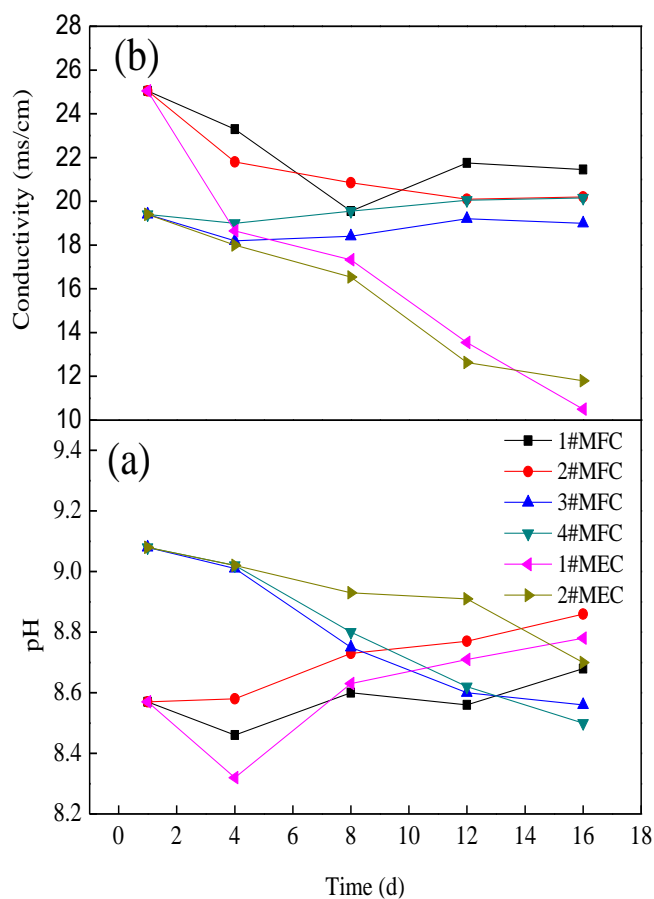 28
(b)
26
24
22
20
18
16
14
12
10
Conductivity (ms/cm)
9.4
(a)
9.2
9.0
8.8
8.6
8.4
8.2
pH
1#MFC
2#MFC
3#MFC
4#MFC
1#MEC
2#MEC
0 2 4 6 8 10 12 14 16 18
Time (d)